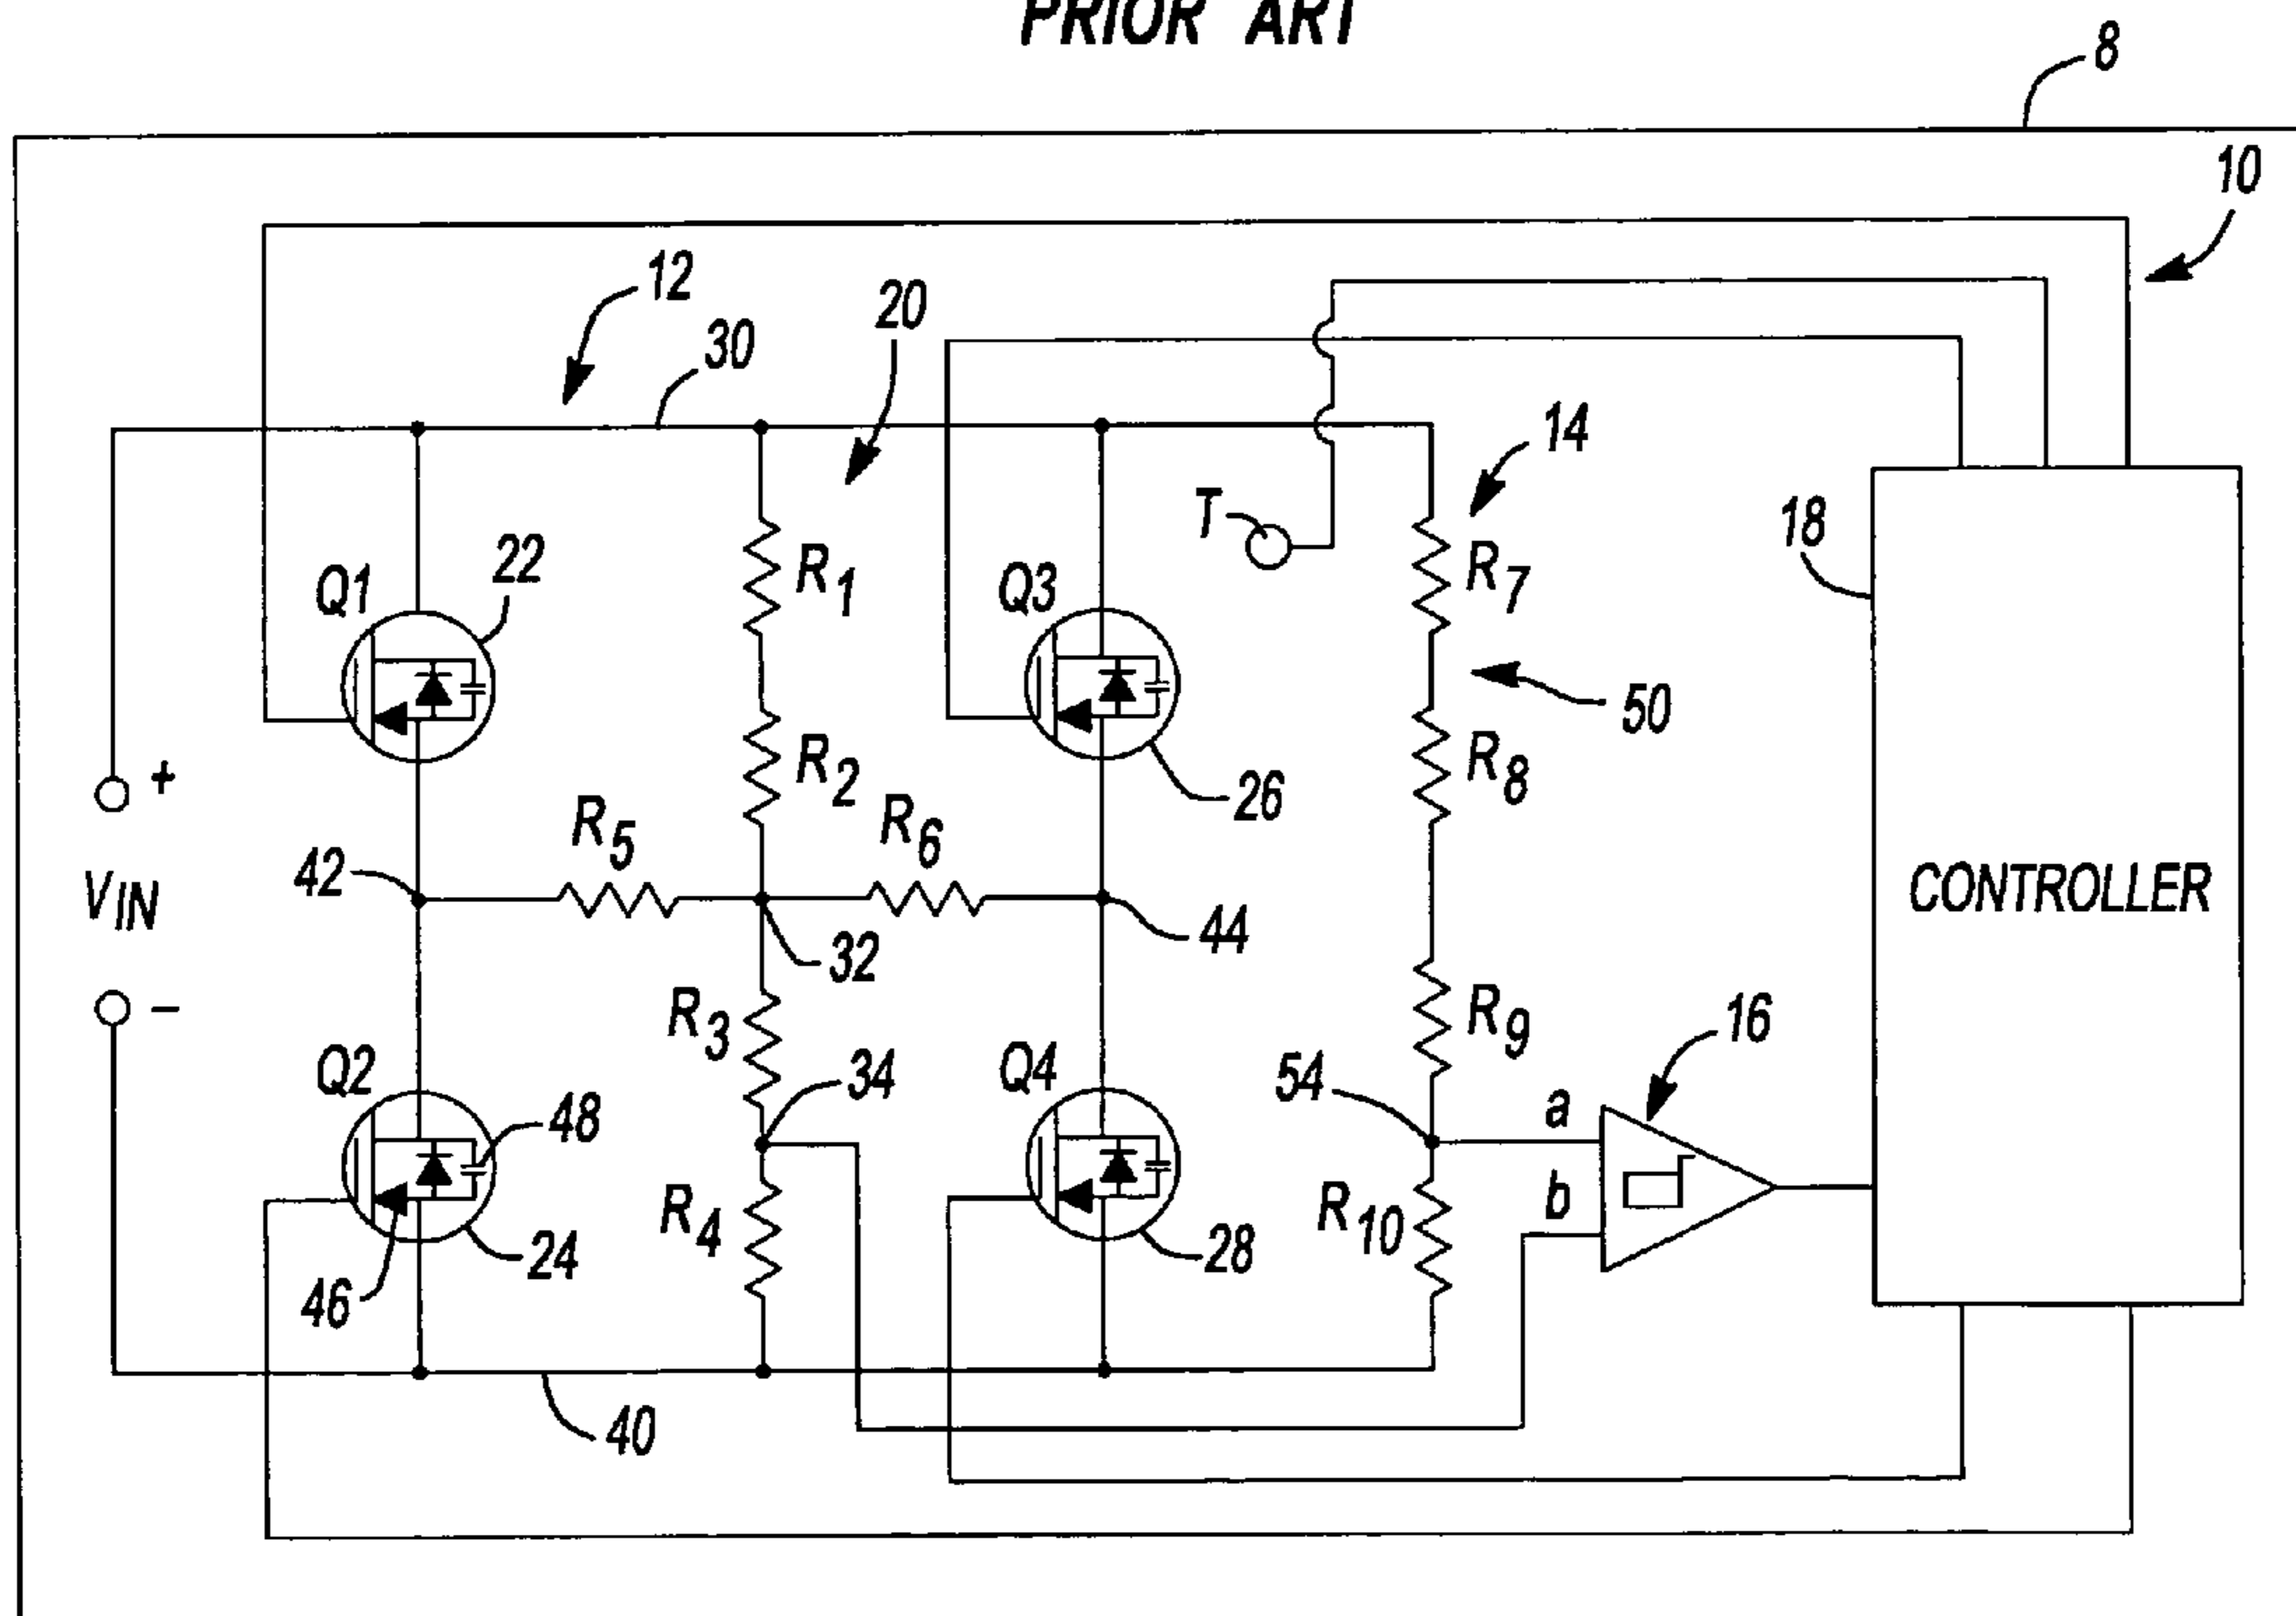 PRIOR ART
8
10
12
20
30
14
T
18
Q1
22
R1
Q3
R7
50
R2
R8
26
+
R5
R6
42
VIN
CONTROLLER
44
32
−
R3
R9
16
Q2
34
Q4
54
a
48
b
R4
R10
24
28
46
40